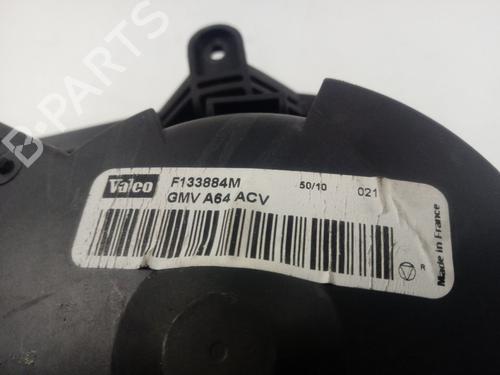 Valeo
F133884M 50/10 021
GMV A64 ACV
Made in France
R
B-PARTS